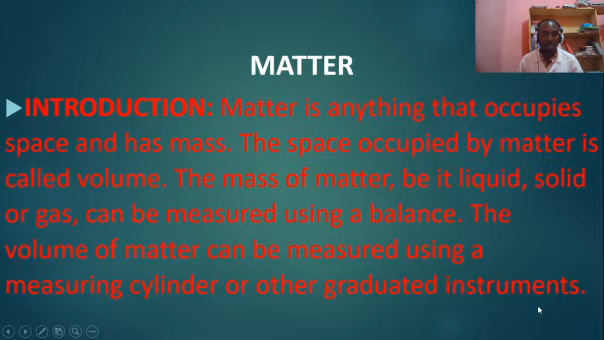 MATTER
INTRODUCTION: Matter is anything that occupies
space and has mass. The space occupied by matter is
called volume. The mass of matter, be it liquid, solid
or gas, can be measured using a balance. The
volume of matter can be measured using a
measuring cylinder or other graduated instruments.